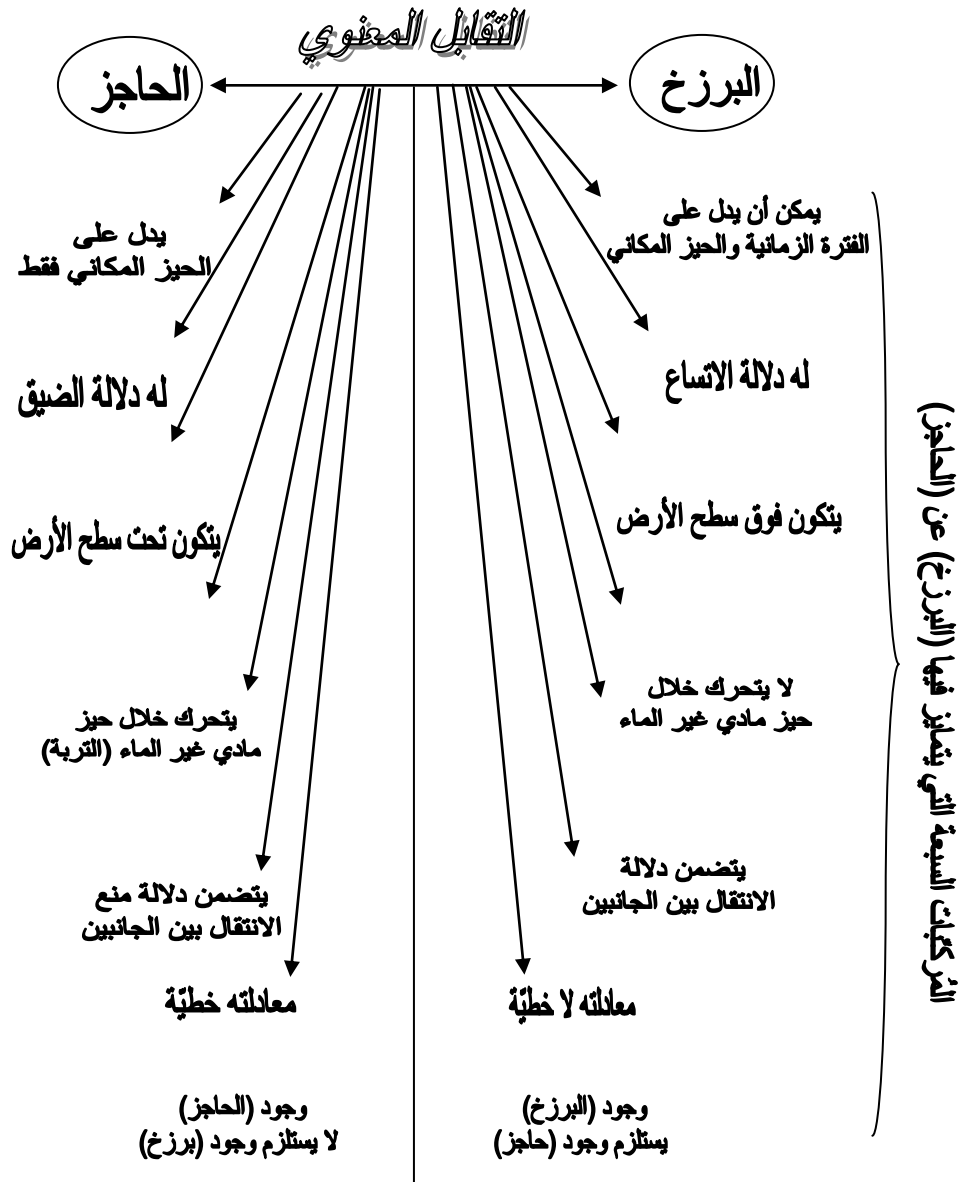 التقابل المعنوي
البرزخ
الحاجز
يمكن أن يدل على
الفترة الزمانية والحيز المكاني
يدل على
الحيز المكاني فقط
له دلالة الاتساع
له دلالة الضيق
يتكون فوق سطح الأرض
يتكون تحت سطح الأرض
لا يتحرك خلال
حيز مادي غير الماء
يتحرك خلال حيز
مادي غير الماء (التربة)
يتضمن دلالة
الانتقال بين الجانبين
يتضمن دلالة منع
الانتقال بين الجانبين
معادلته لا خطيّة
معادلته خطيّة
وجود (البرزخ)
يستلزم وجود (حاجز)
وجود (الحاجز)
لا يستلزم وجود (برزخ)
المُركّبات السبعة التي يتمايز فيها (البرزخ) عن (الحاجز)